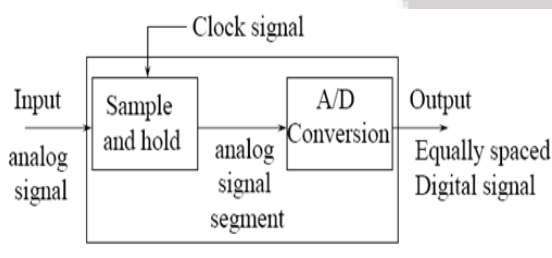 Clock signal
Input
analog
signal
Sample
and hold
analog
signal
segment
A/D
Conversion
Output
Equally spaced
Digital signal